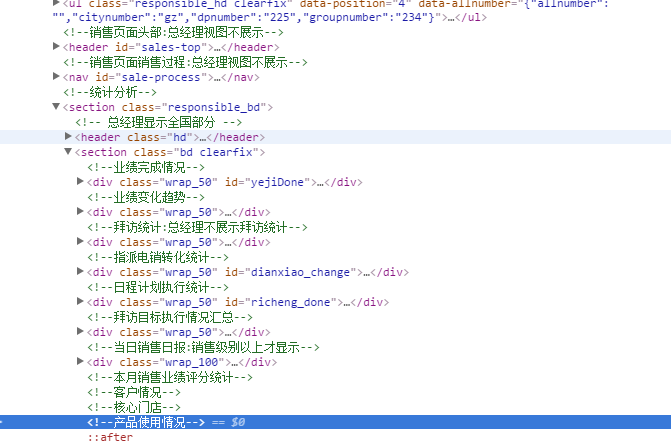 ▶<ul class="responsible_hd clearfix" data-position="4" data-allnumber="{"allnumber":
"","citynumber":"gz","dpnumber":"225","groupnumber":"234"}">…</ul>
<!--销售页面头部:总经理视图不展示-->
▶<header id="sales-top">…</header>
<!--销售页面销售过程:总经理视图不展示-->
▶<nav id="sale-process">…</nav>
<!--统计分析-->
▼<section class="responsible_bd">
<!-- 总经理显示全国部分 -->
▶<header class="hd">…</header>
▼<section class="bd clearfix">
<!--业绩完成情况-->
▶<div class="wrap_50" id="yejiDone">…</div>
<!--业绩变化趋势-->
▶<div class="wrap_50">…</div>
<!--拜访统计:总经理不展示拜访统计-->
▶<div class="wrap_50">…</div>
<!--指派电销转化统计-->
▶<div class="wrap_50" id="dianxiao_change">…</div>
<!--日程计划执行统计-->
▶<div class="wrap_50" id="richeng_done">…</div>
<!--拜访目标执行情况汇总-->
▶<div class="wrap_50">…</div>
<!--当日销售日报:销售级别以上才显示-->
▶<div class="wrap_100">…</div>
<!--本月销售业绩评分统计-->
<!--客户情况-->
<!--核心门店-->
<!--产品使用情况--> == $0
::after